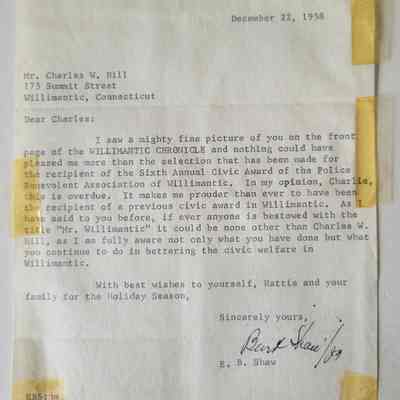 December 22, 1958
Mr. Charles W. Hill
175 Summit Street
Willimantic, Connecticut
Dear Charles:
I saw a mighty fine picture of you on the front
page of the WILLIMANTIC CHRONICLE and nothing could have
pleased me more than the selection that has been made for
the recipient of the Sixth Annual Civic Award of the Police
Benevolent Association of Willimantic. In my opinion, Charlie,
this is overdue. It makes me prouder than ever to have been
the recipient of a previous civic award in Willimantic. As I
have said to you before, if ever anyone is bestowed with the
title "Mr. Willimantic" it could be none other than Charles W.
Hill, as I am fully aware not only what you have done but what
you continue to do in bettering the civic welfare in
Willimantic.
With best wishes to yourself, Hattie and your
family for the Holiday Season,
Sincerely yours,
Burt Shaw
E. B. Shaw